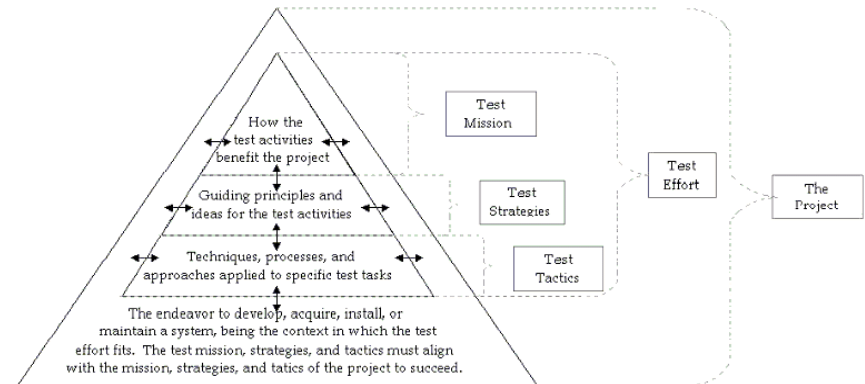 How the
test activities
benefit the project
Test
Mission
Guiding principles and
ideas for the test activities
Test
Strategies
Test
Effort
The
Project
Techniques, processes, and
approaches applied to specific test tasks
Test
Tactics
The endeavor to develop, acquire, install, or
maintain a system, being the context in which the test
effort fits. The test mission, strategies, and tactics must align
with the mission, strategies, and tatics of the project to succeed.